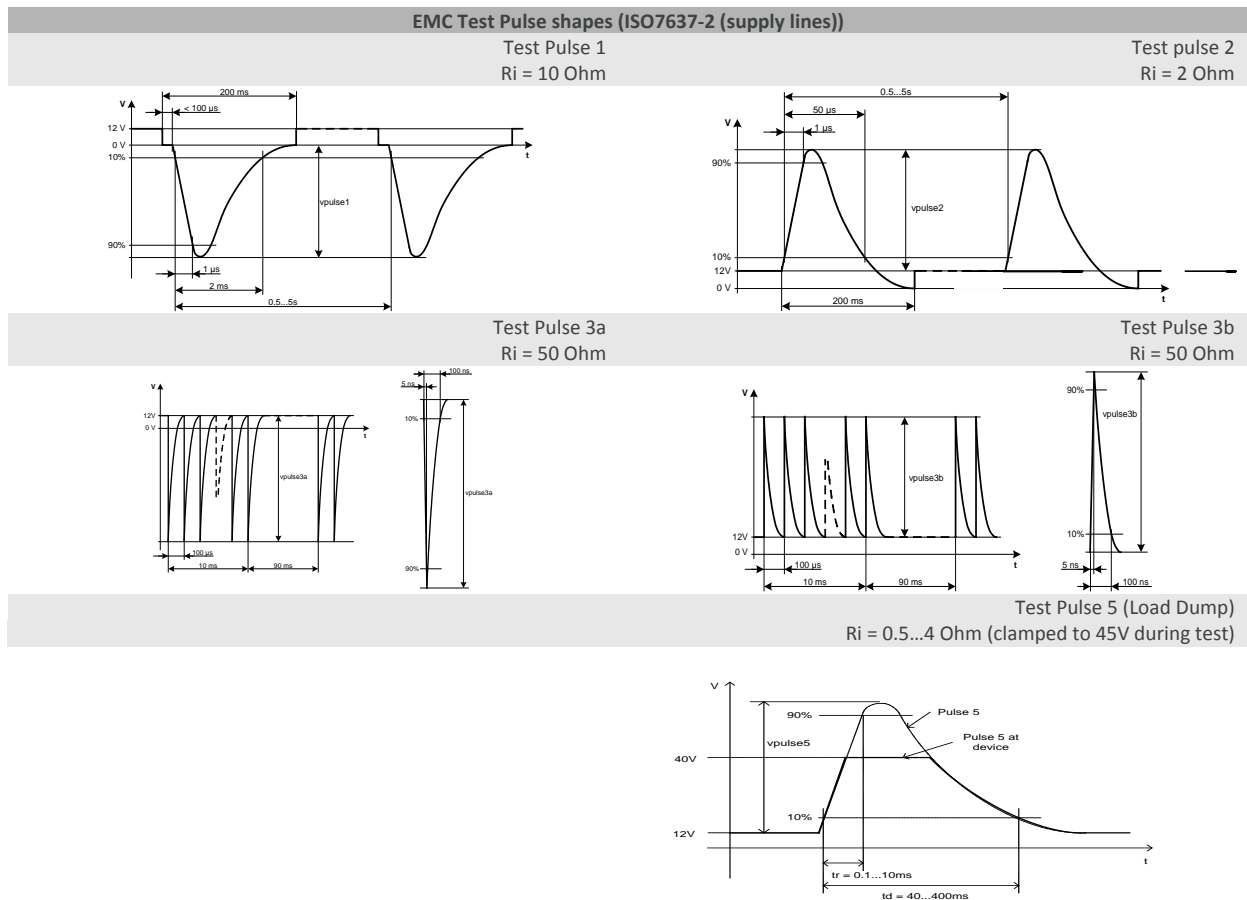 EMC Test Pulse shapes (ISO7637-2 (supply lines))
Test Pulse 1
Ri = 10 Ohm
Test pulse 2
Ri = 2 Ohm
200 ms
< 100 µs
V
12 V
0 V
10%
t
vpulse1
90%
1 µs
2 ms
0.5...5s
0.5...5s
50 µs
1 µs
V
90%
vpulse2
10%
12V
0 V
t
200 ms
Test Pulse 3a
Ri = 50 Ohm
Test Pulse 3b
Ri = 50 Ohm
V
12V
0 V
t
vpulse3a
100 µs
10 ms
90 ms
100 ns
5 ns
10%
vpulse3a
90%
V
vpulse3b
12V
0 V
t
100 µs
10 ms
90 ms
90%
vpulse3b
10%
5 ns
100 ns
Test Pulse 5 (Load Dump)
Ri = 0.5…4 Ohm (clamped to 45V during test)
V
90%
Pulse 5
vpulse5
Pulse 5 at
device
40V
10%
12V
t
tr = 0.1...10ms
td = 40...400ms